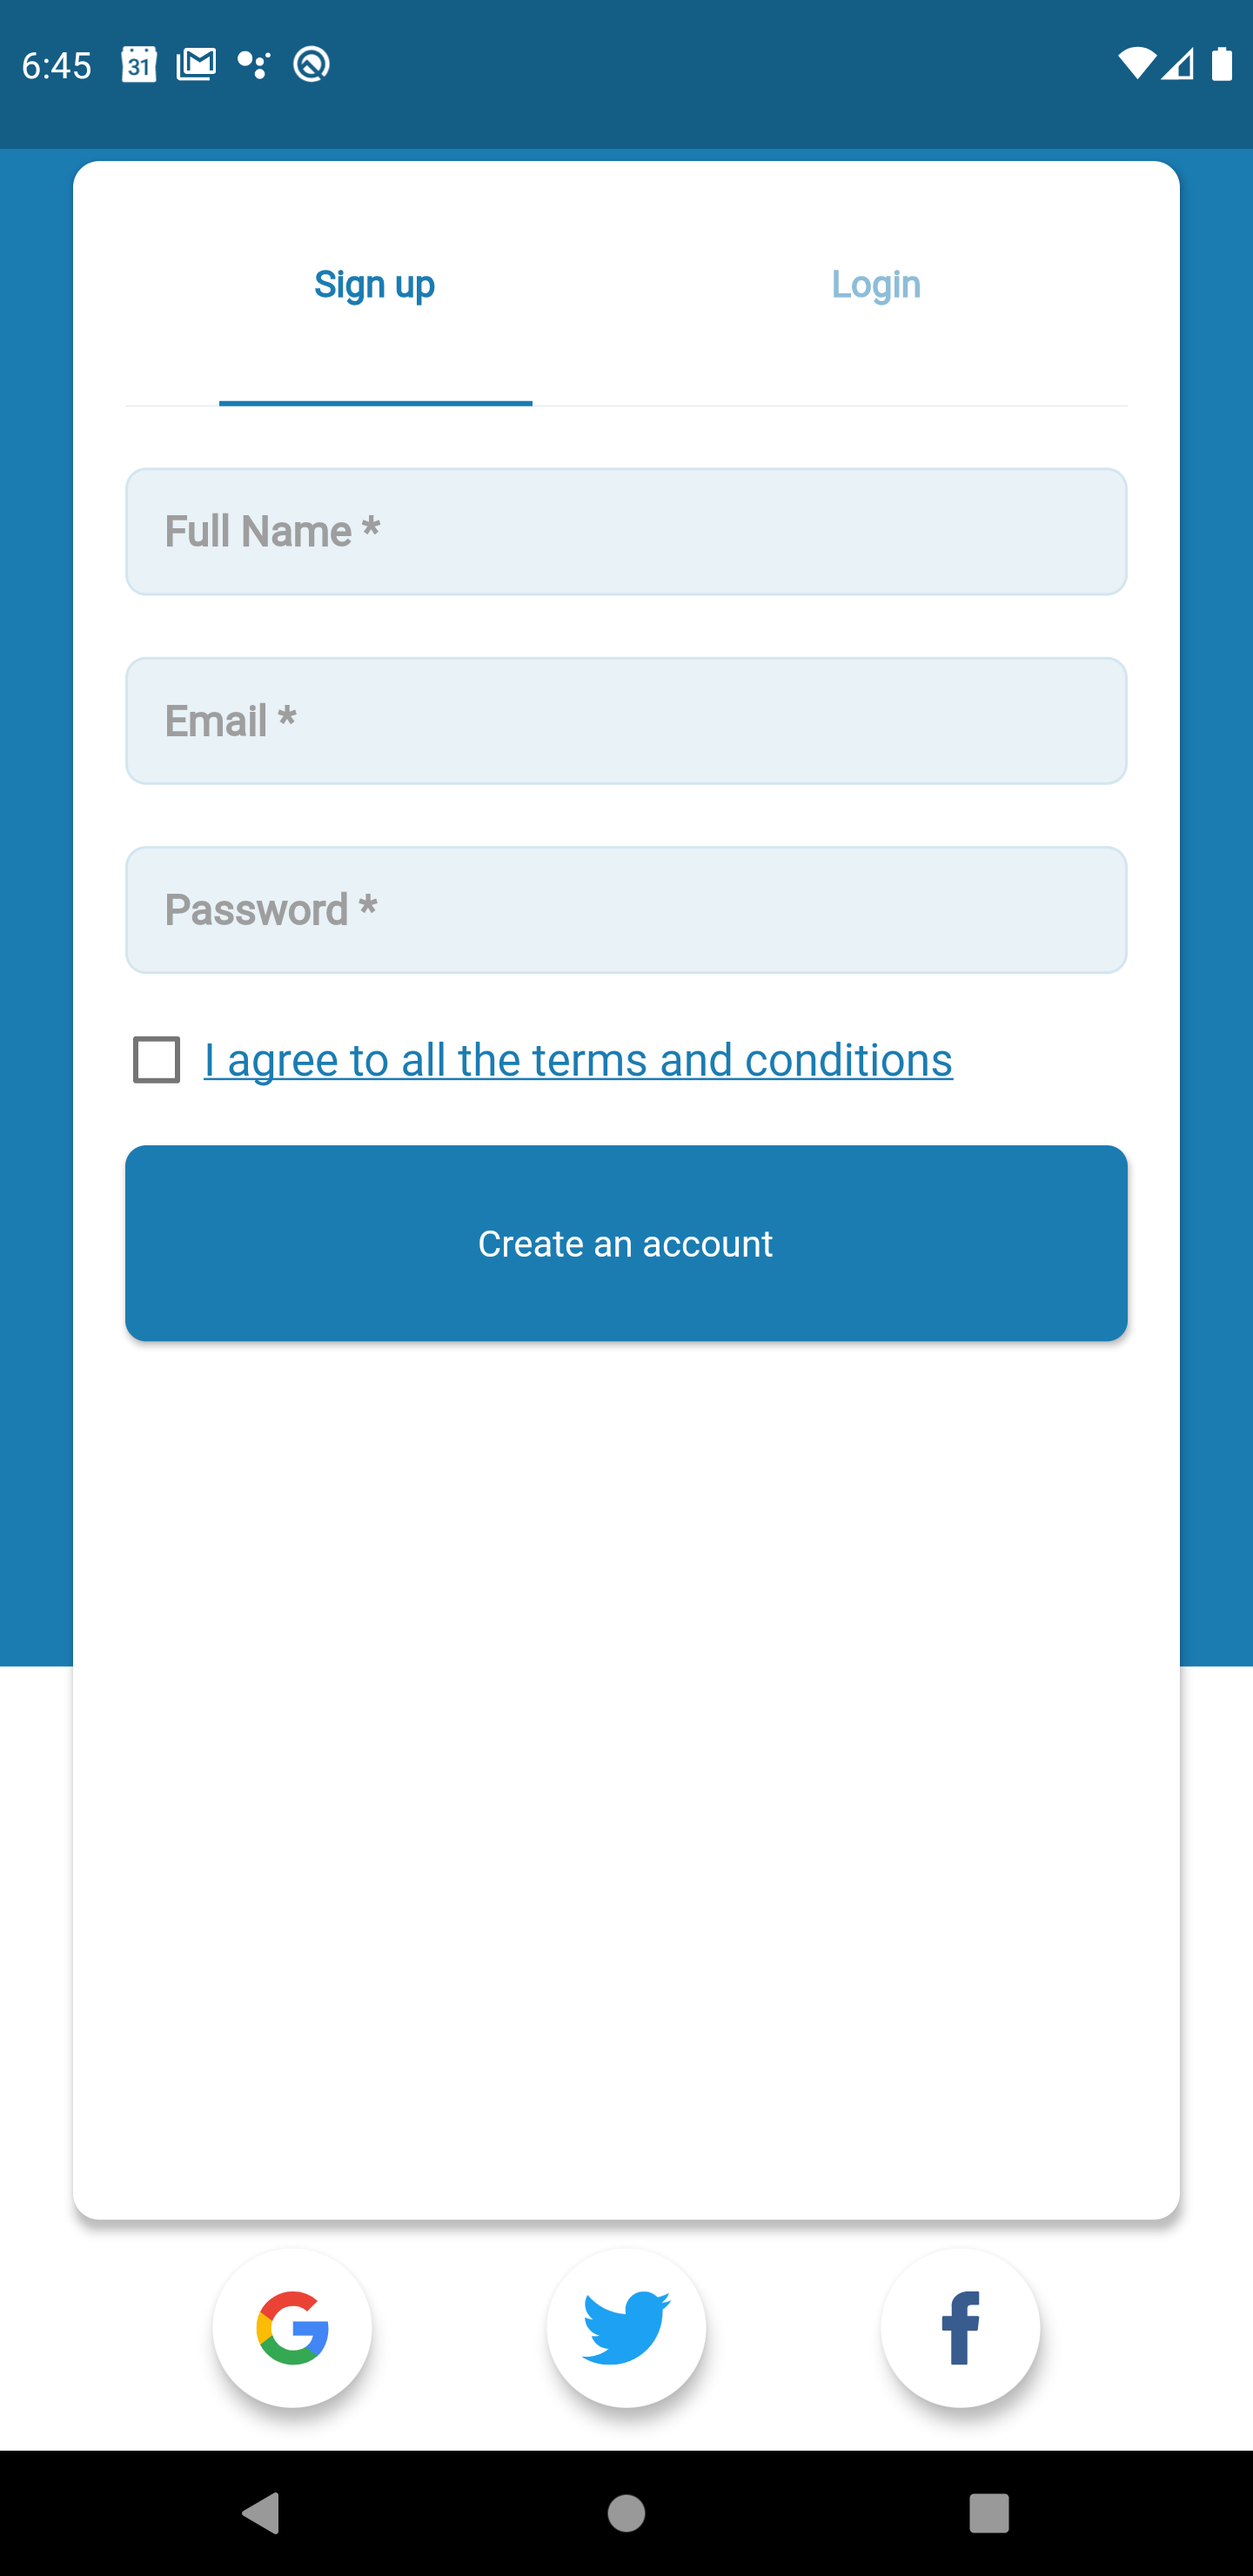 6:45 31
Sign up Login
Full Name *
Email *
Password *
I agree to all the terms and conditions
Create an account